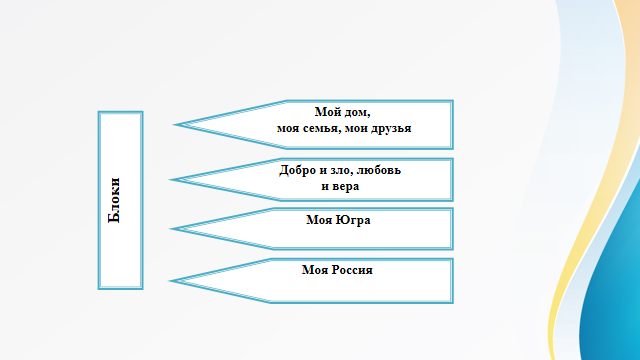 Блоки
Мой дом,
моя семья, мои друзья
Добро и зло, любовь
и вера
Моя Югра
Моя Россия